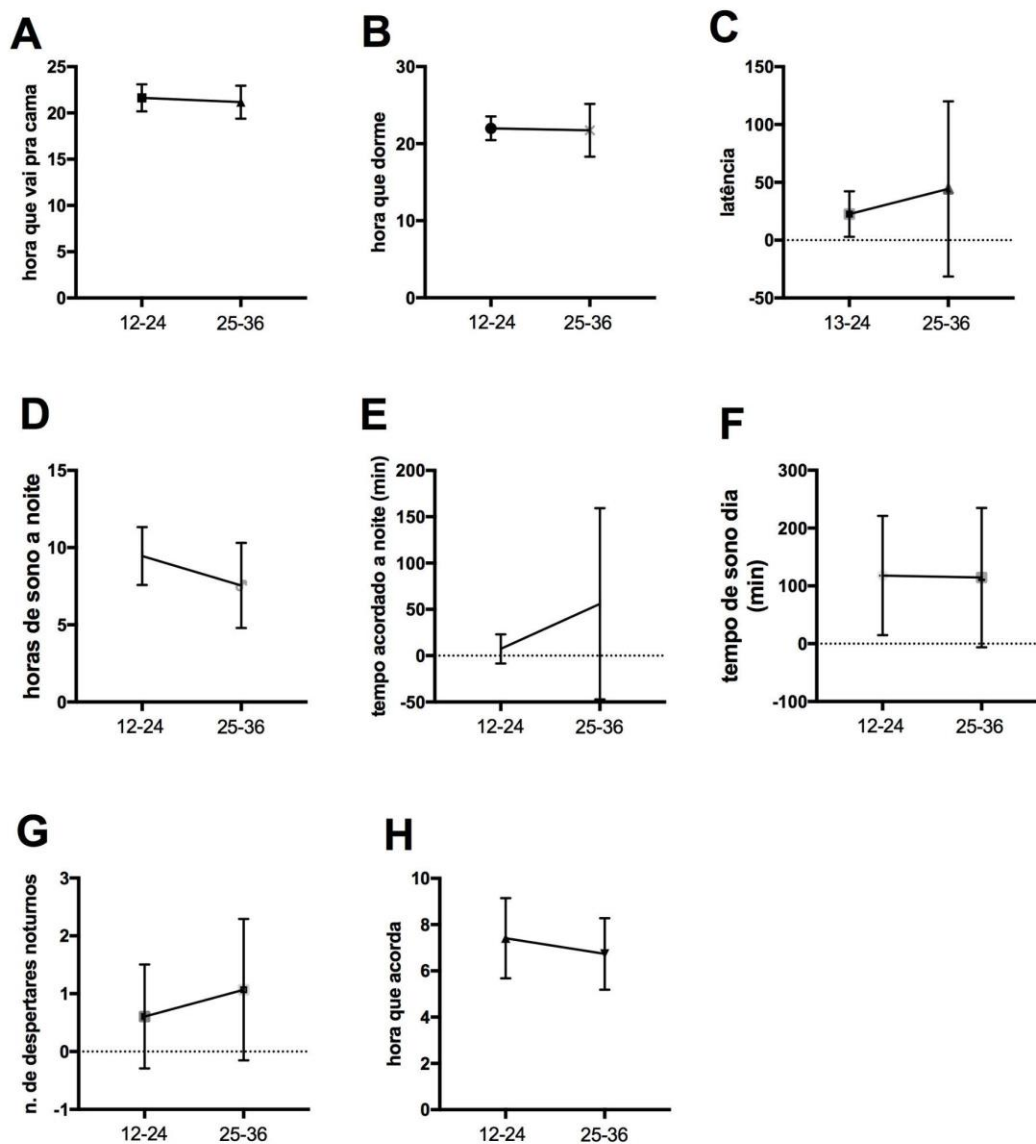 A
hora que vai pra cama
25
20
15
10
5
0
12-24 25-36
B
hora que dorme
30
20
10
0
12-24 25-36
C
latência
150
100
50
0
-50
13-24 25-36
D
horas de sono a noite
15
10
5
0
12-24 25-36
E
tempo acordado a noite (min)
200
150
100
50
0
-50
12-24 25-36
F
tempo de sono dia
(min)
300
200
100
0
-100
12-24 25-36
G
n. de despertares noturnos
3
2
1
0
-1
12-24 25-36
H
hora que acorda
10
8
6
4
2
0
12-24 25-36